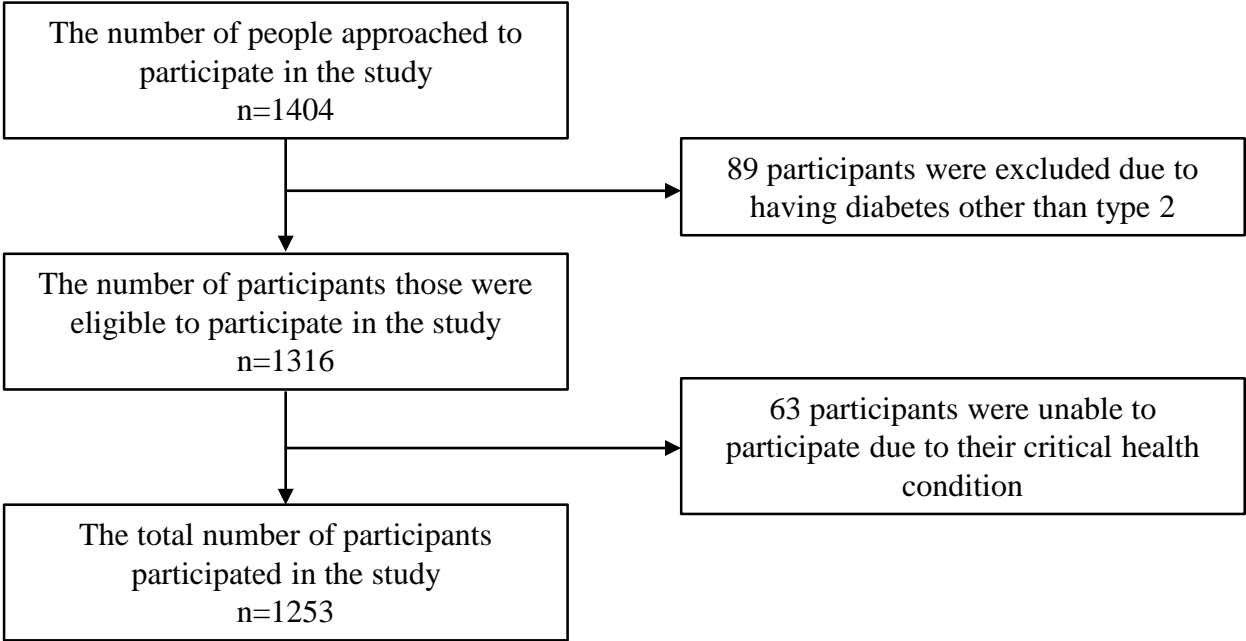 The number of people approached to
participate in the study
n=1404
89 participants were excluded due to
having diabetes other than type 2
The number of participants those were
eligible to participate in the study
n=1316
63 participants were unable to
participate due to their critical health
condition
The total number of participants
participated in the study
n=1253